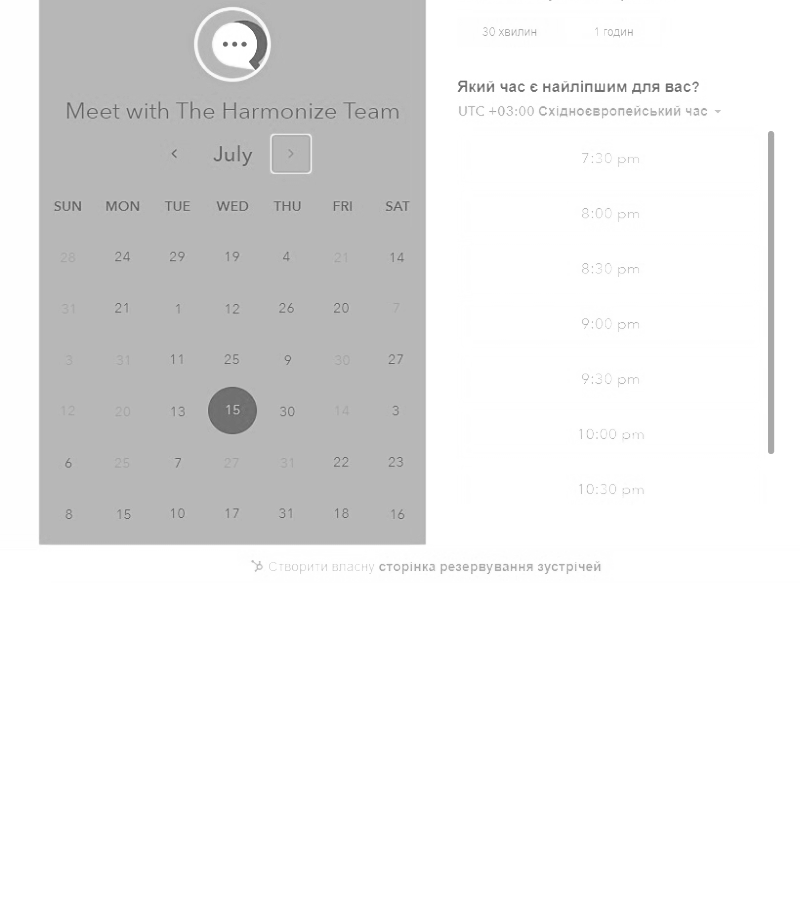 30 хвилин 1 годин
Який час є найліпшим для вас?
UTC +03:00 Східноєвропейський час
Meet with The Harmonize Team
July
SUN MON TUE WED THU FRI SAT
28 24 29 19 4 21 14
31 21 1 12 26 20 7
3 31 11 25 9 30 27
12 20 13 15 30 14 3
6 25 7 27 31 22 23
8 15 10 17 31 18 16
7:30 pm
8:00 pm
8:30 pm
9:00 pm
9:30 pm
10:00 pm
10:30 pm
Створити власну сторінка резервування зустрічей